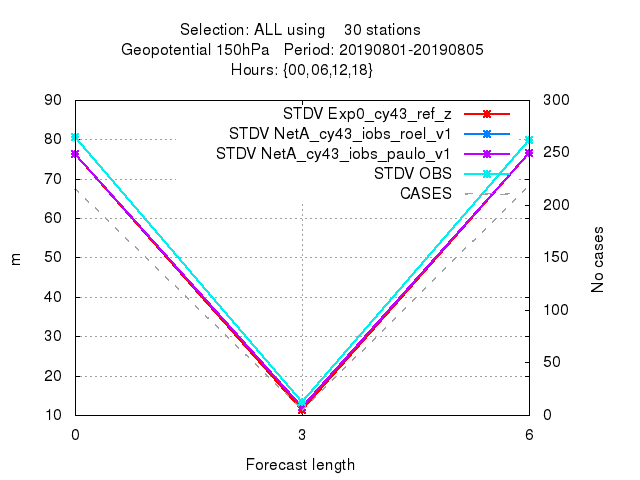 Selection: ALL using 30 stations
Geopotential 150hPa Period: 20190801-20190805
Hours: {00,06,12,18}
STDV Exp0_cy43_ref_z
STDV NetA_cy43_iobs_roel_v1
STDV NetA_cy43_iobs_paulo_v1
STDV OBS
CASES
90
80
70
60
50
40
30
20
10
m
300
250
200
150
100
50
0
No cases
0 3 6
Forecast length